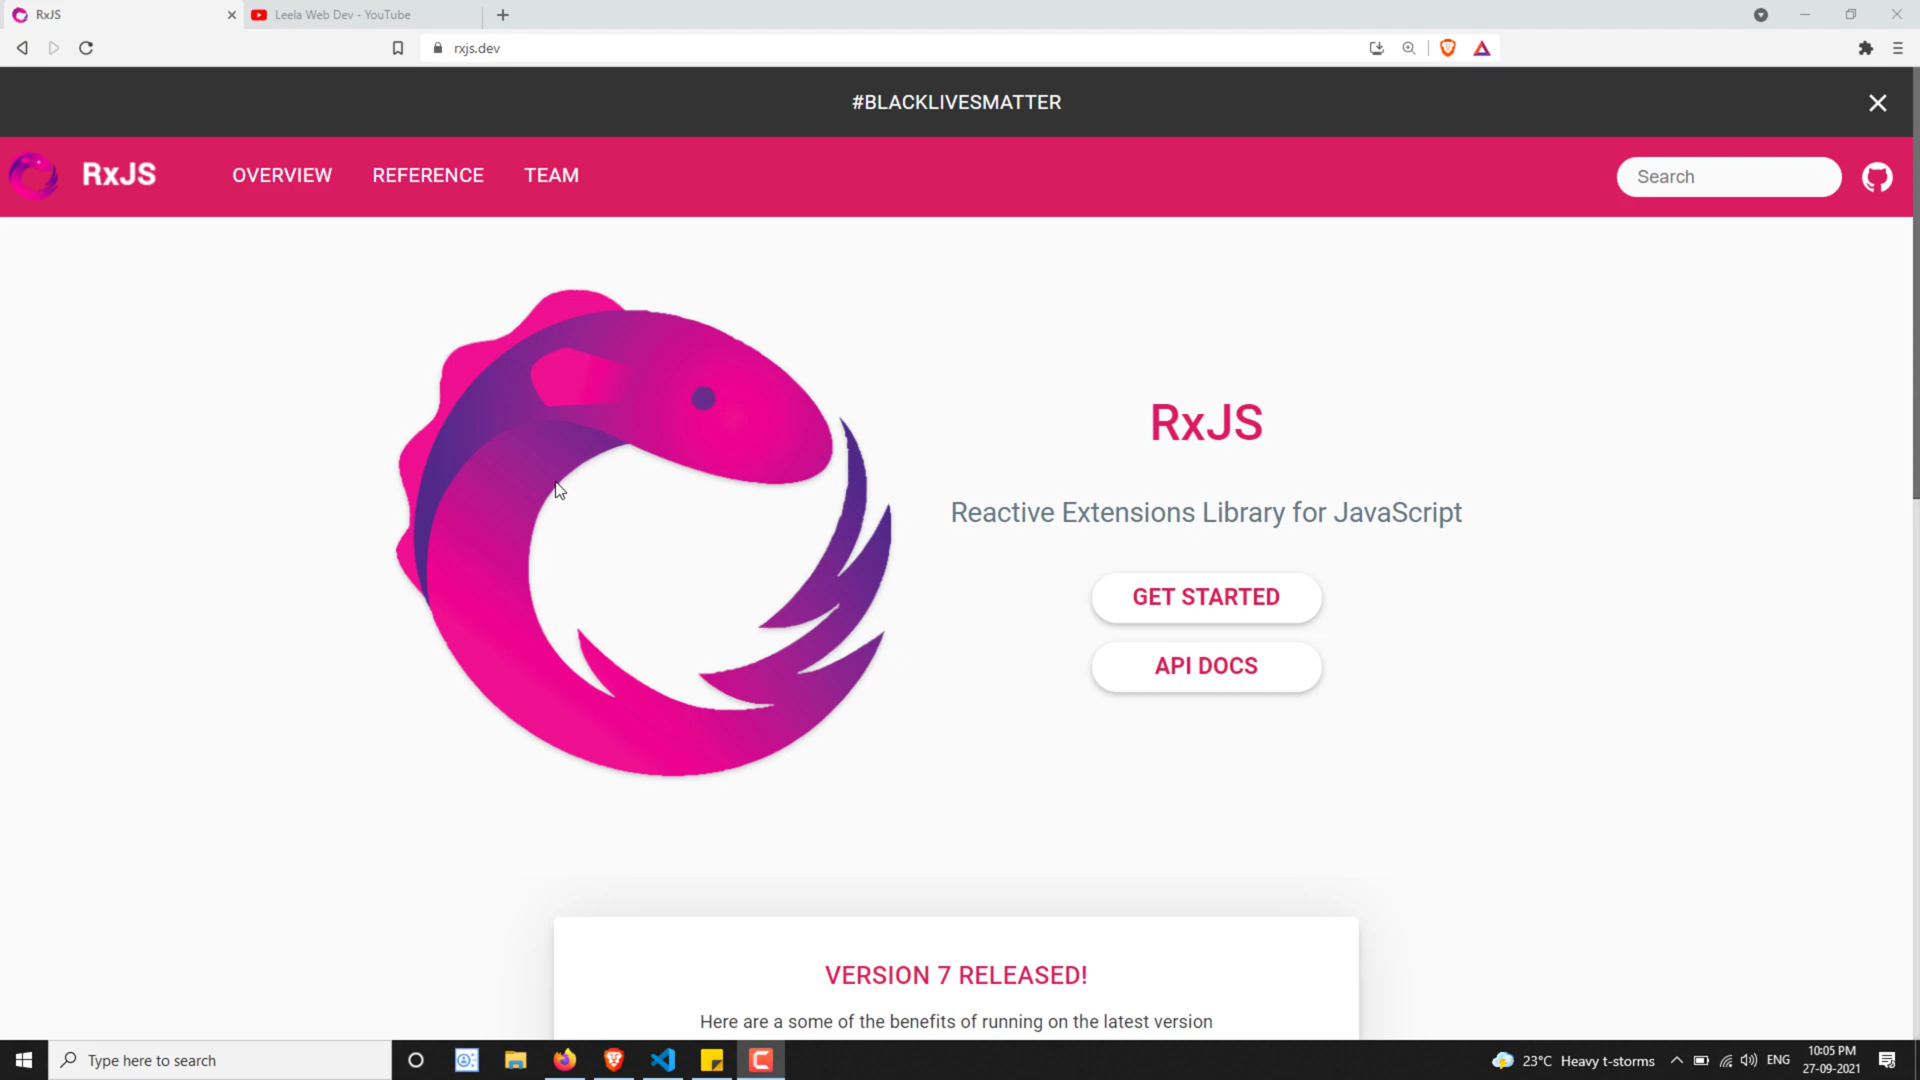 RxJS
Leela Web Dev - YouTube
rxjs.dev
#BLACKLIVESMATTER
RxJS
OVERVIEW
REFERENCE
TEAM
Search
RxJS
Reactive Extensions Library for JavaScript
GET STARTED
API DOCS
VERSION 7 RELEASED!
Here are a some of the benefits of running on the latest version
Type here to search
23°C Heavy t-storms
ENG
10:05 PM
27-09-2021